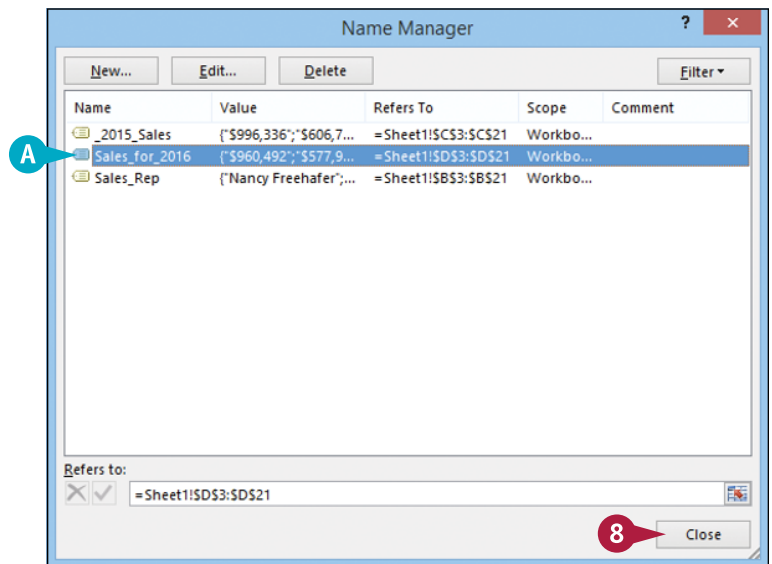 Name Manager ? ×
New... Edit... Delete Filter
Name Value Refers To Scope Comment
_2015_Sales {"$996,336";"$606,7... =Sheet1!$C$3:$C$21 Workbo...
A Sales_for_2016 {"$960,492";"$577,9... =Sheet1!$D$3:$D$21 Workbo...
Sales_Rep {"Nancy Freehafer";... =Sheet1!$B$3:$B$21 Workbo...
Refers to:
=Sheet1!$D$3:$D$21
8 Close